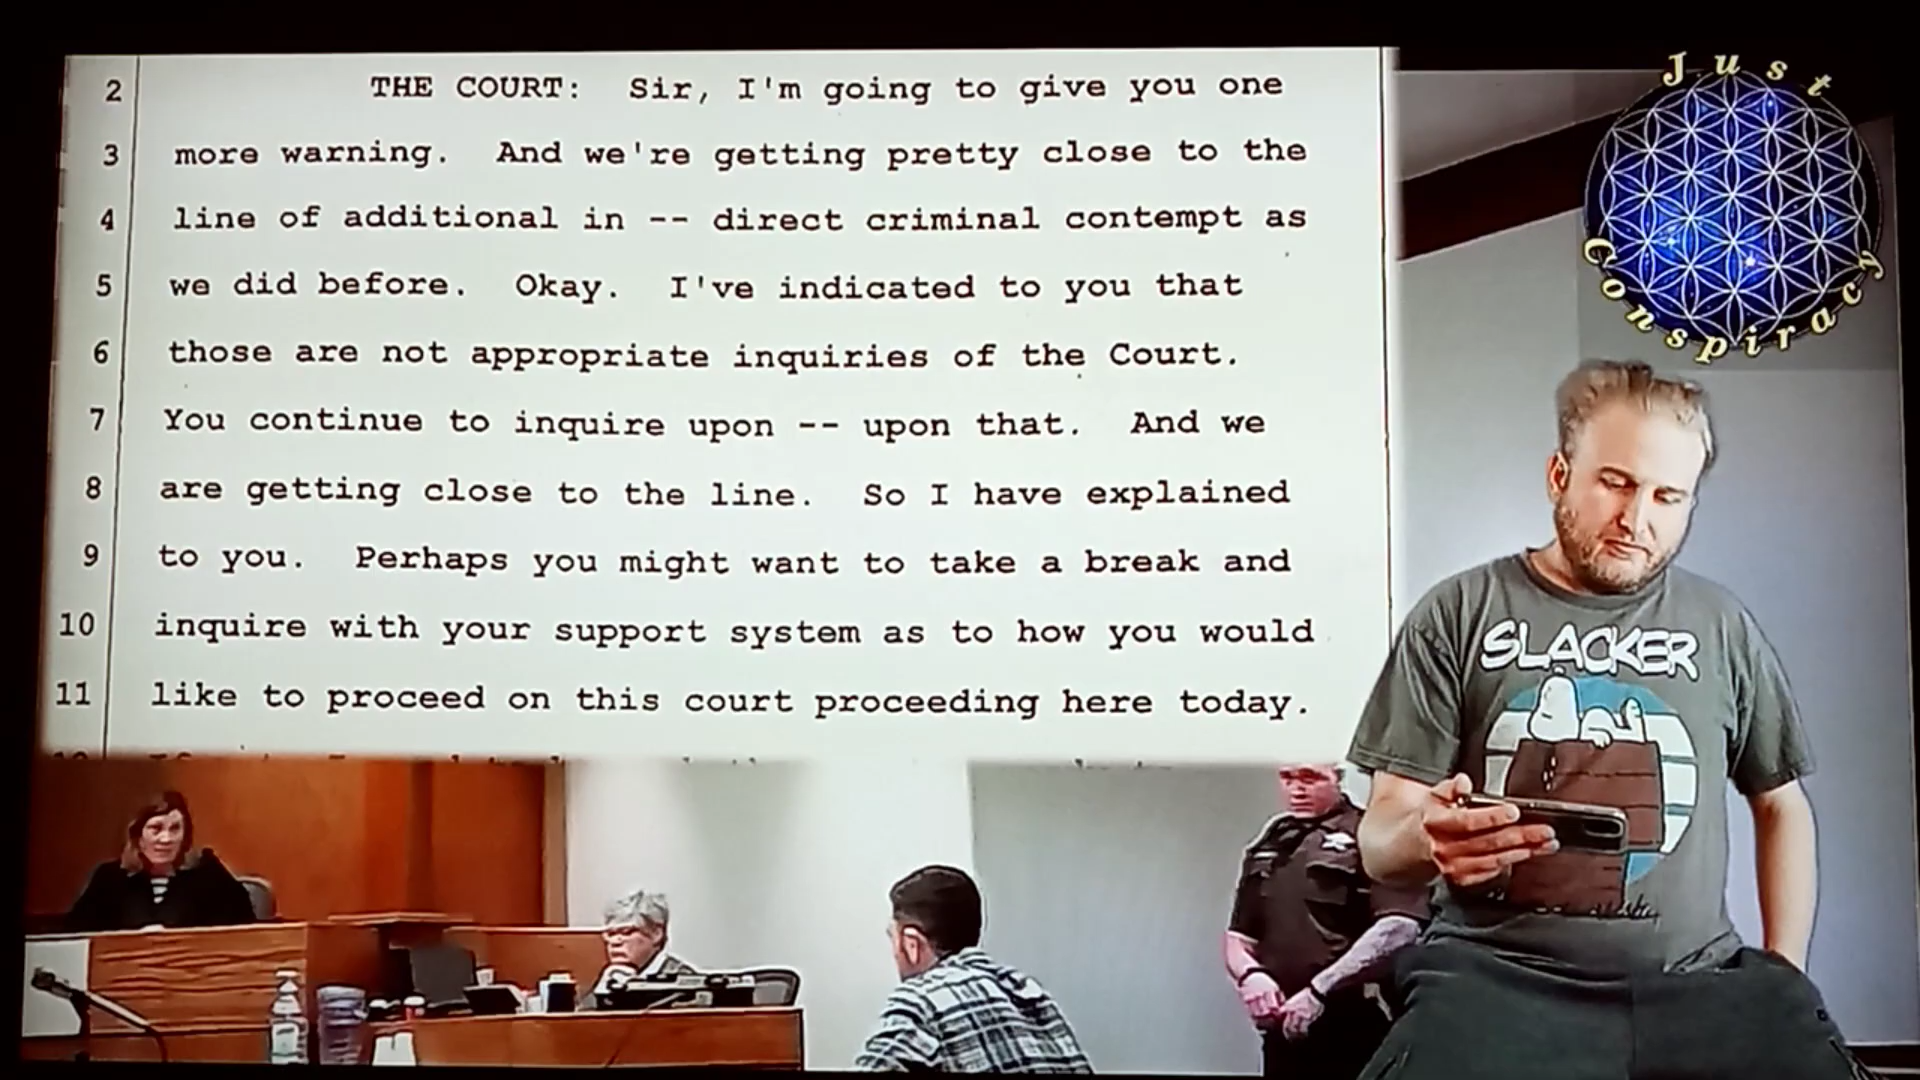 2 THE COURT: Sir, I'm going to give you one
3 more warning. And we're getting pretty close to the
4 line of additional in -- direct criminal contempt as
5 we did before. Okay. I've indicated to you that
6 those are not appropriate inquiries of the Court.
7 You continue to inquire upon -- upon that. And we
8 are getting close to the line. So I have explained
9 to you. Perhaps you might want to take a break and
10 inquire with your support system as to how you would
11 like to proceed on this court proceeding here today.
Just
Conspiracy
SLACKER